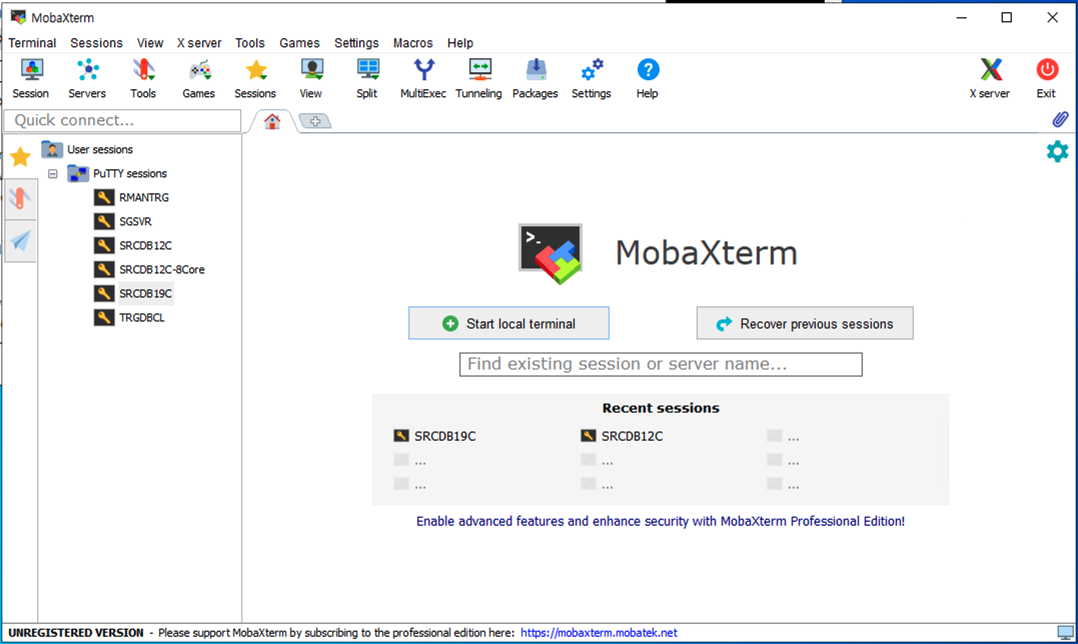 MobaXterm
Terminal Sessions View X server Tools Games Settings Macros Help
Session Servers Tools Games Sessions View Split MultiExec Tunneling Packages Settings Help X server Exit
Quick connect...
User sessions
PuTTY sessions
RMANTRG
SGSVR
SRCDB12C
SRCDB12C-8Core
SRCDB19C
TRGDBCL
>_
MobaXterm
Start local terminal Recover previous sessions
Find existing session or server name...
Recent sessions
SRCDB19C SRCDB12C ...
... ... ...
... ... ...
Enable advanced features and enhance security with MobaXterm Professional Edition!
UNREGISTERED VERSION - Please support MobaXterm by subscribing to the professional edition here: https://mobaxterm.mobatek.net